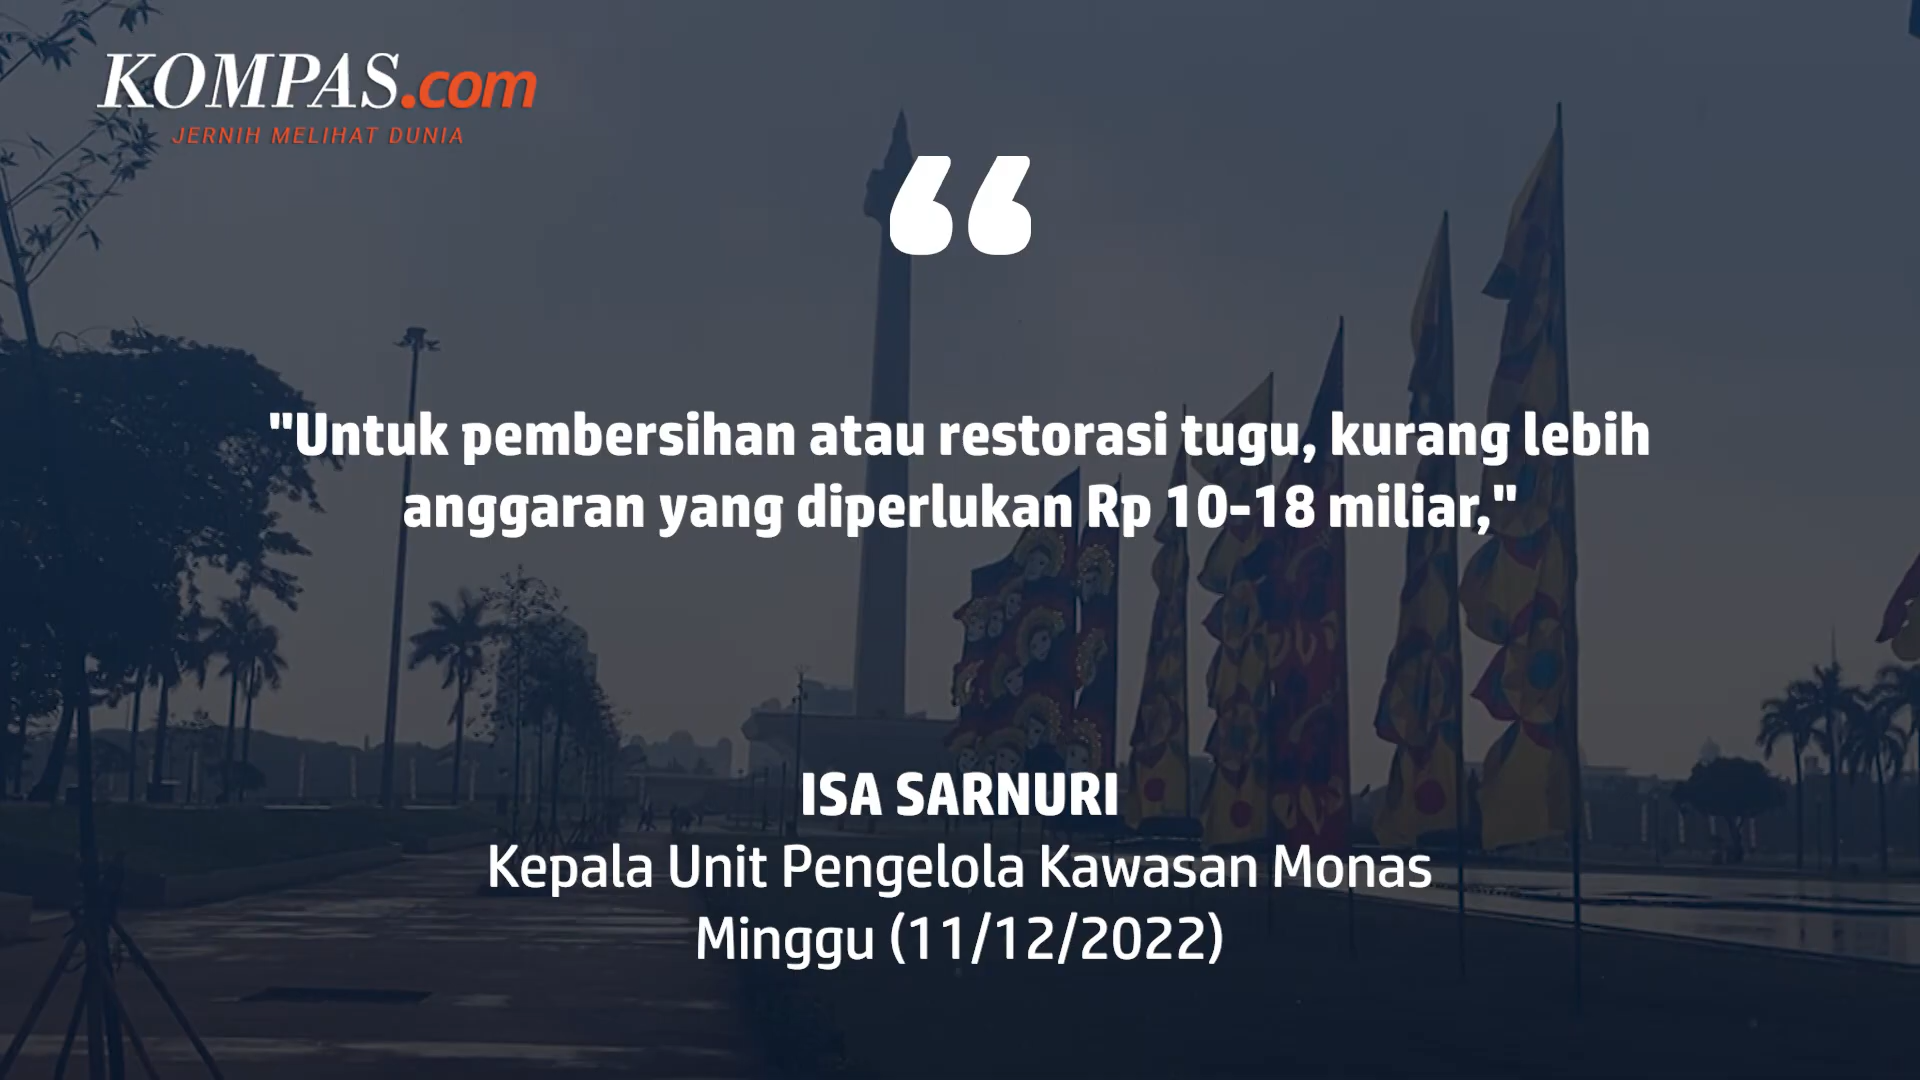 KOMPAS.com
JERNIH MELIHAT DUNIA
“
"Untuk pembersihan atau restorasi tugu, kurang lebih
anggaran yang diperlukan Rp 10-18 miliar,"
ISA SARNURI
Kepala Unit Pengelola Kawasan Monas
Minggu (11/12/2022)